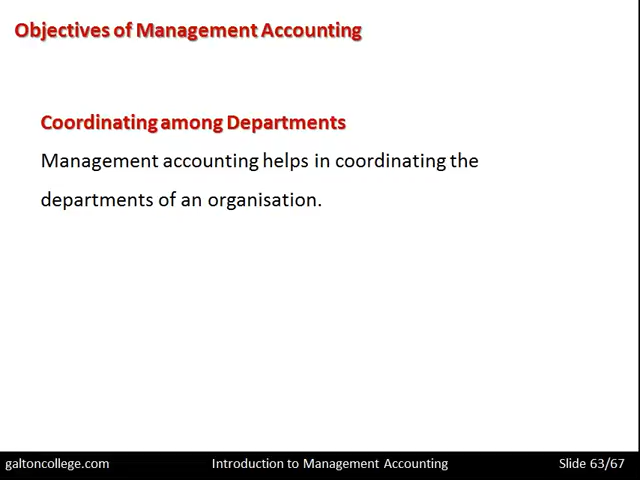 Objectives of Management Accounting
Coordinating among Departments
Management accounting helps in coordinating the
departments of an organisation.
galtoncollege.com
Introduction to Management Accounting
Slide 63/67